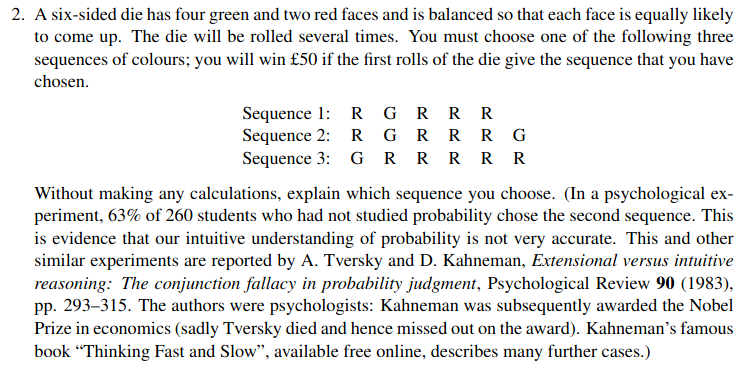 2. A six-sided die has four green and two red faces and is balanced so that each face is equally likely
to come up. The die will be rolled several times. You must choose one of the following three
sequences of colours; you will win £50 if the first rolls of the die give the sequence that you have
chosen.
Sequence 1: R G R R R
Sequence 2: R G R R R G
Sequence 3: G R R R R R
Without making any calculations, explain which sequence you choose. (In a psychological ex-
periment, 63% of 260 students who had not studied probability chose the second sequence. This
is evidence that our intuitive understanding of probability is not very accurate. This and other
similar experiments are reported by A. Tversky and D. Kahneman, Extensional versus intuitive
reasoning: The conjunction fallacy in probability judgment, Psychological Review 90 (1983),
pp. 293–315. The authors were psychologists: Kahneman was subsequently awarded the Nobel
Prize in economics (sadly Tversky died and hence missed out on the award). Kahneman's famous
book “Thinking Fast and Slow”, available free online, describes many further cases.)